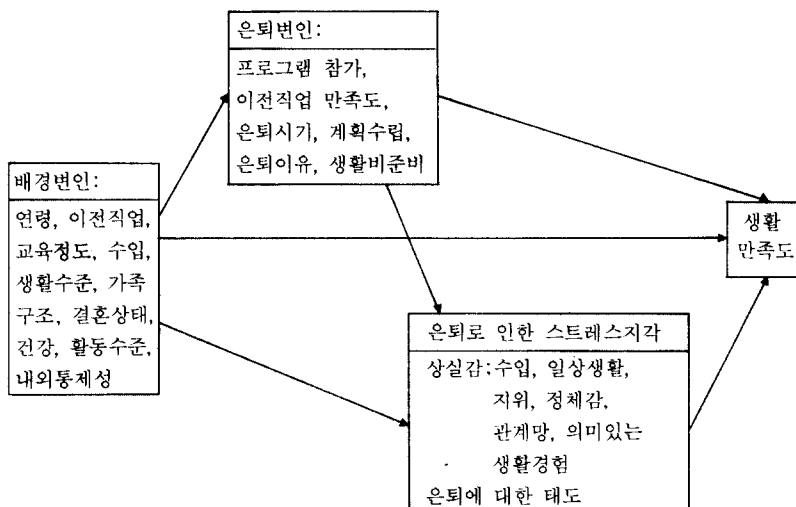 은퇴변인:
프로그램 참가,
이전직업 만족도,
은퇴시기, 계획수립,
은퇴이유, 생활비준비
배경변인:
연령, 이전직업,
교육정도, 수입,
생활수준, 가족
구조, 결혼상태,
건강, 활동수준,
내외통제성
생활
만족도
은퇴로 인한 스트레스지각
상실감:수입, 일상생활,
지위, 정체감,
관계망, 의미있는
생활경험
은퇴에 대한 태도